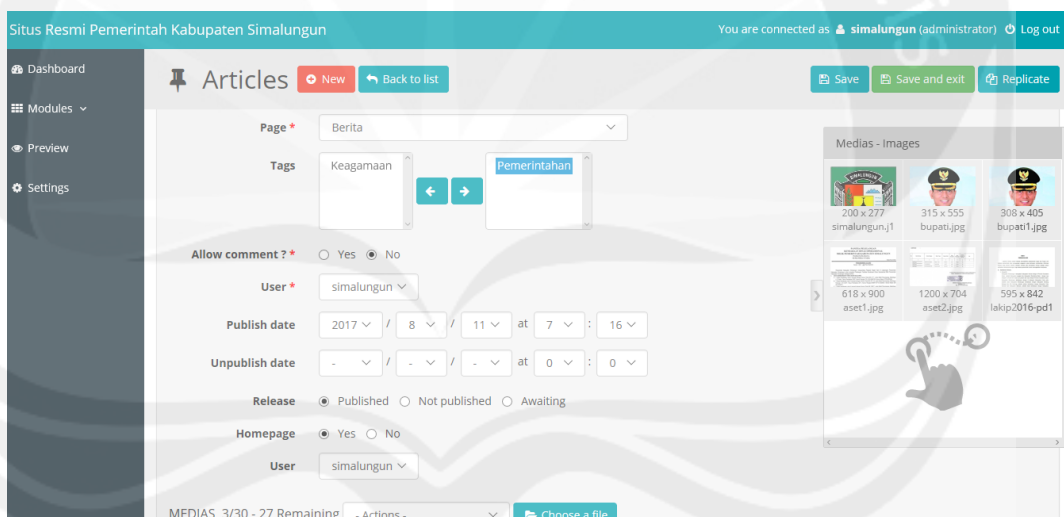 Situs Resmi Pemerintah Kabupaten Simalungun
You are connected as simalungun (administrator) Log out
Dashboard
Modules
Preview
Settings
Articles New Back to list
Save Save and exit Replicate
Page * Berita
Tags Keagamaan Pemerintahan
Allow comment ? * Yes No
User * simalungun
Publish date 2017 / 8 / 11 at 7 : 16
Unpublish date - / - / - at 0 : 0
Release Published Not published Awaiting
Homepage Yes No
User simalungun
MEDIAS 3/30 - 27 Remaining - Actions - Choose a file
Medias - Images
200 x 277 315 x 555 308 x 405
simalungun.j1 bupati.jpg bupati1.jpg
618 x 900 1200 x 704 595 x 842
aset1.jpg aset2.jpg lakip2016-pd1